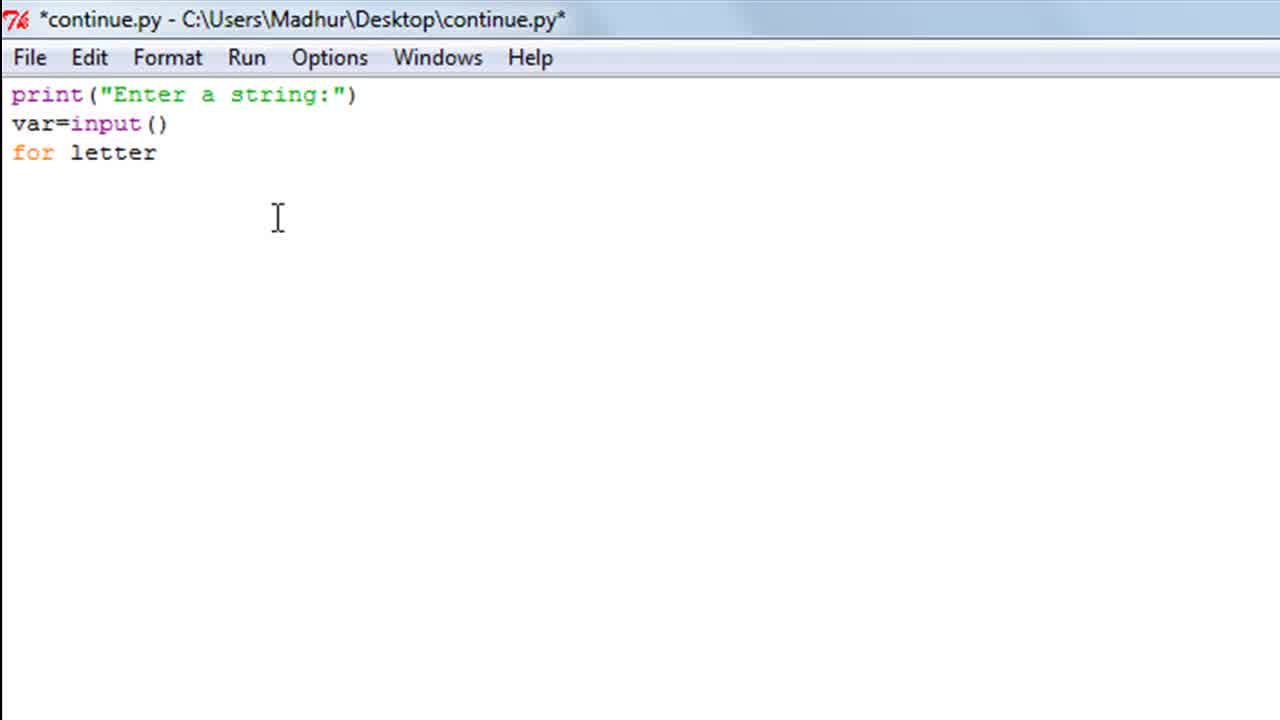 *continue.py - C:\Users\Madhur\Desktop\continue.py*
File Edit Format Run Options Windows Help
print("Enter a string:")
var=input()
for letter